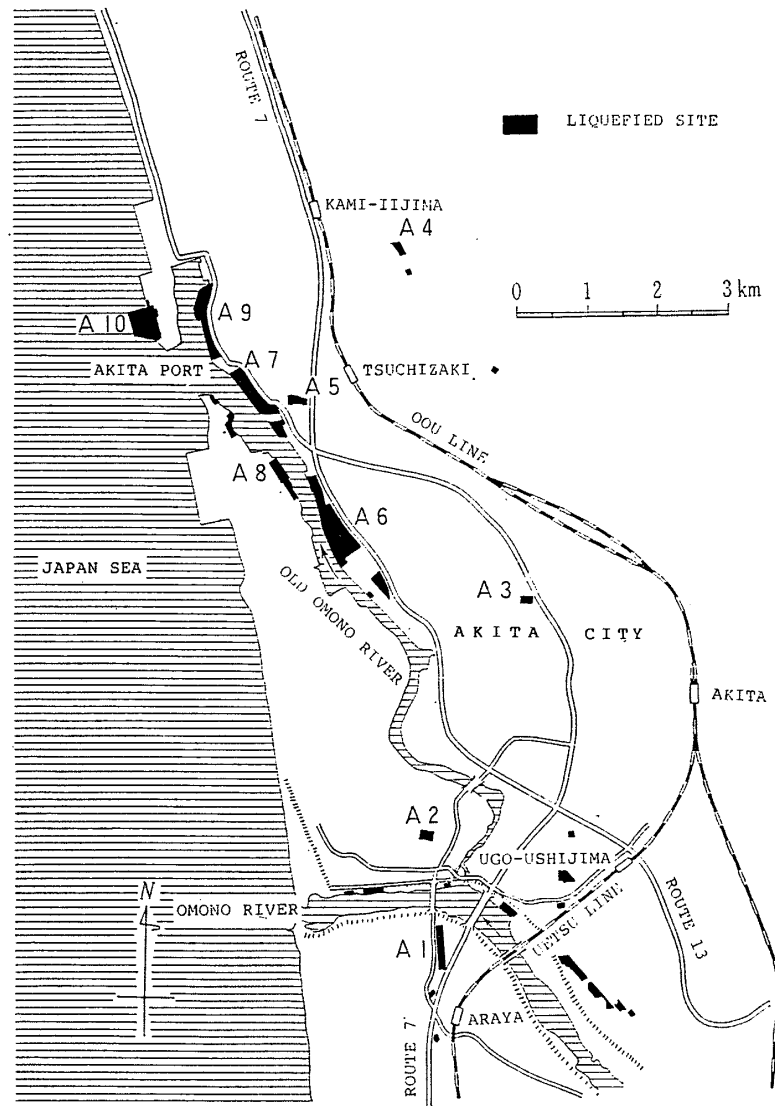 ROUTE 7
LIQUEFIED SITE
KAMI-IIJIMA
A 4
0 1 2 3 km
A 9
A 10
A 7
AKITA PORT
TSUCHIZAKI
A 5
OOU LINE
A 8
A 6
JAPAN SEA
OLD OMONO RIVER
A 3
AKITA CITY
AKITA
A 2
UGO-USHIJIMA
N
OMONO RIVER
UETSU LINE
ROUTE 13
A 1
ARAYA
ROUTE 7